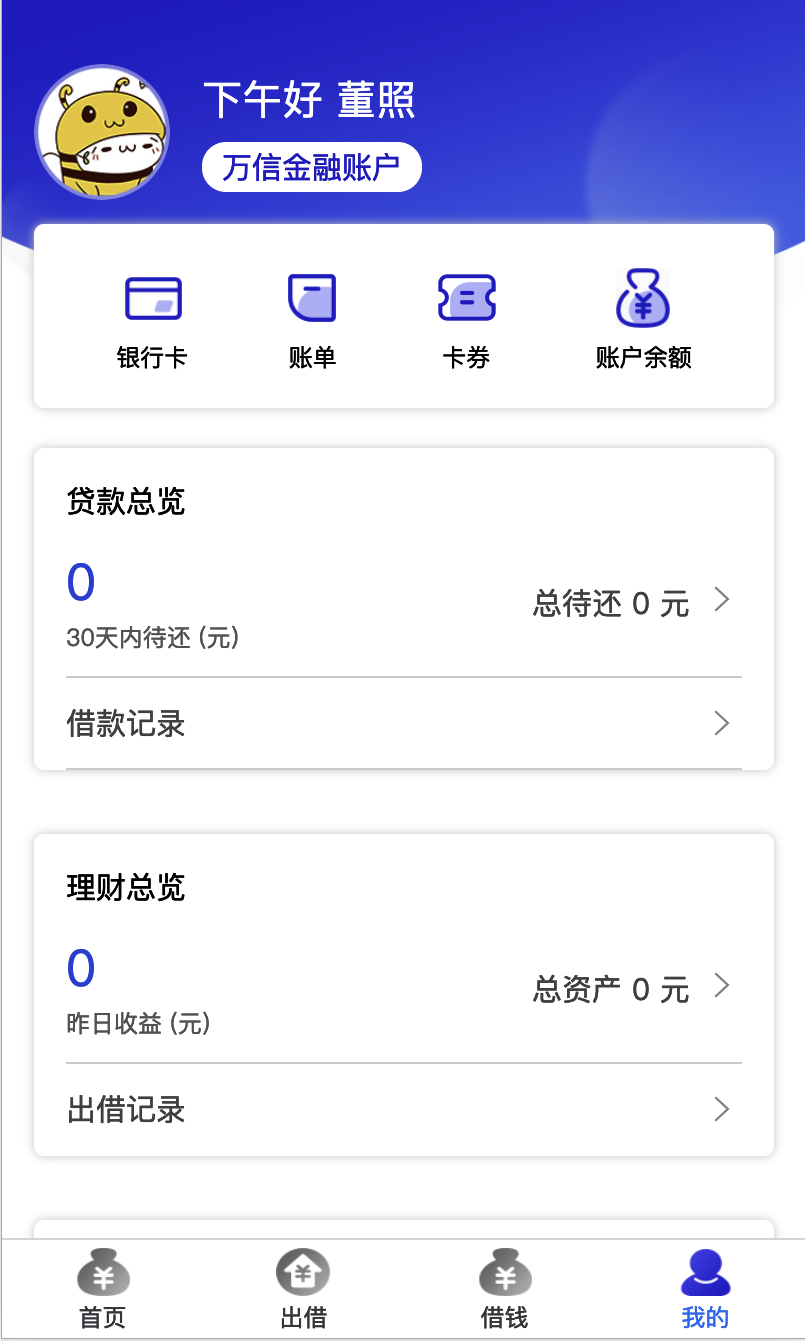 下午好 董照
万信金融账户
银行卡 账单 卡券 账户余额
贷款总览
0
总待还 0 元
30天内待还 (元)
借款记录
理财总览
0
总资产 0 元
昨日收益 (元)
出借记录
首页 出借 借钱 我的